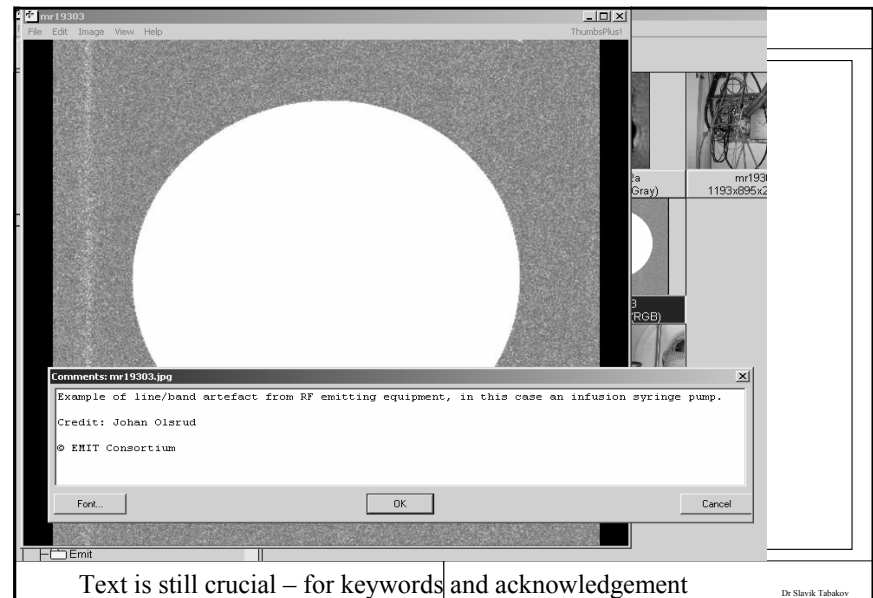 mr19303
File Edit Image View Help ThumbsPlus!
2a mr1930
Gray) 1193x895x2
3
(RGB)
Comments: mr19303.jpg
Example of line/band artefact from RF emitting equipment, in this case an infusion syringe pump.
Credit: Johan Olsrud
© EMIT Consortium
Font... OK Cancel
Emit
Text is still crucial – for keywords and acknowledgement
Dr Slavik Tabakov